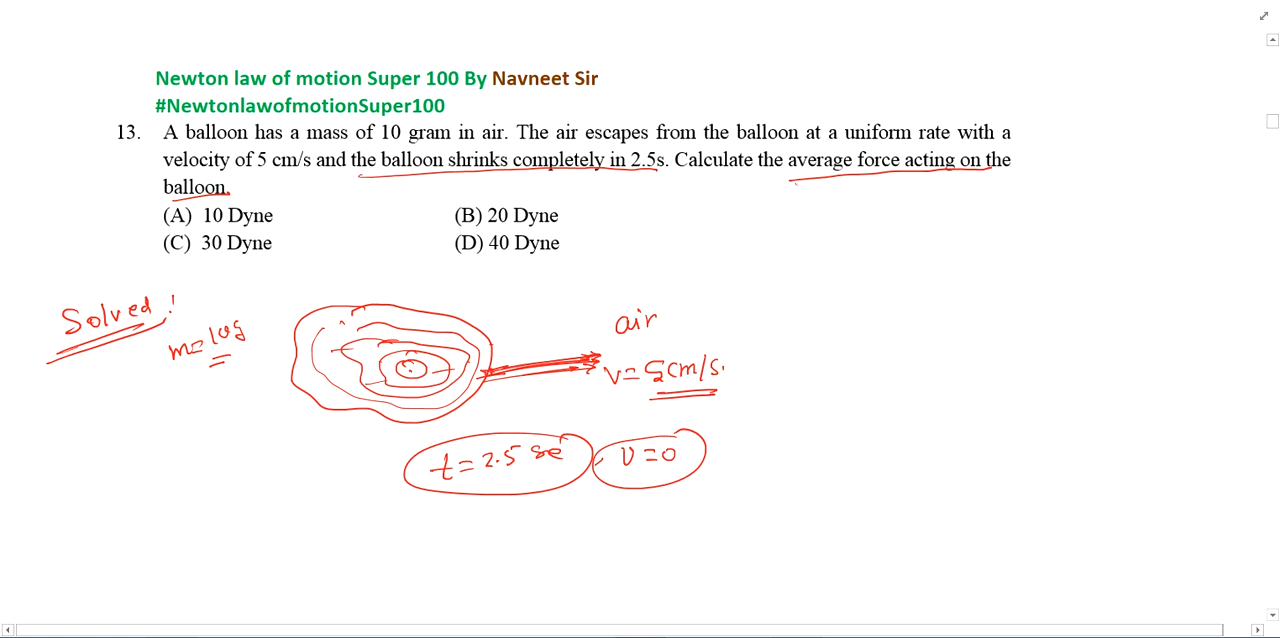 Newton law of motion Super 100 By Navneet Sir
#NewtonlawofmotionSuper100
13. A balloon has a mass of 10 gram in air. The air escapes from the balloon at a uniform rate with a
velocity of 5 cm/s and the balloon shrinks completely in 2.5s. Calculate the average force acting on the
balloon.
(A) 10 Dyne (B) 20 Dyne
(C) 30 Dyne (D) 40 Dyne
Solved!
m=10g
air
v=5cm/s.
t=2.5 se
v=0